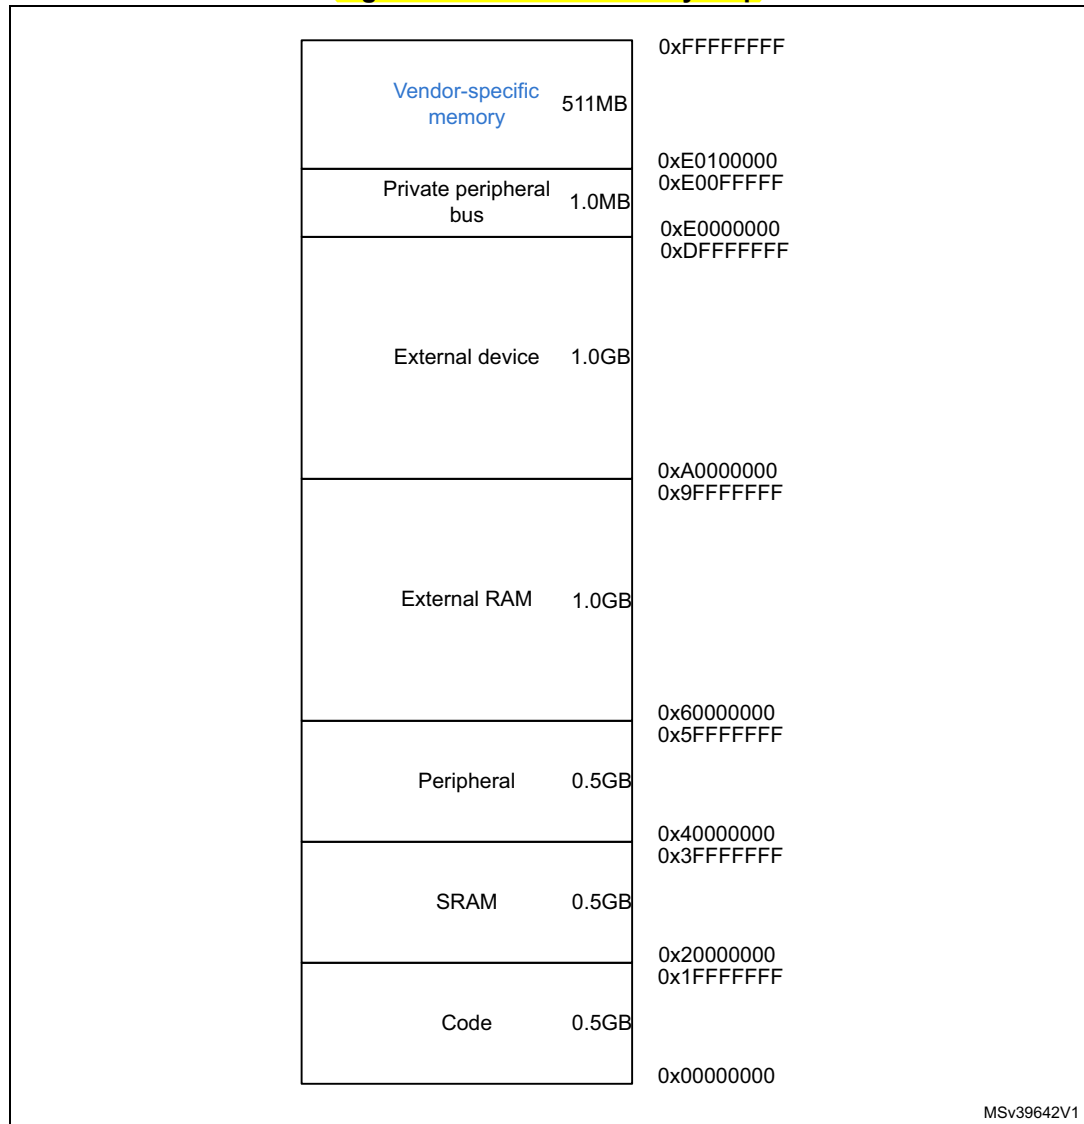 0xFFFFFFFF
Vendor-specific
memory
511MB
0xE0100000
0xE00FFFFF
Private peripheral
bus
1.0MB
0xE0000000
0xDFFFFFFF
External device 1.0GB
0xA0000000
0x9FFFFFFF
External RAM 1.0GB
0x60000000
0x5FFFFFFF
Peripheral 0.5GB
0x40000000
0x3FFFFFFF
SRAM 0.5GB
0x20000000
0x1FFFFFFF
Code 0.5GB
0x00000000
MSv39642V1